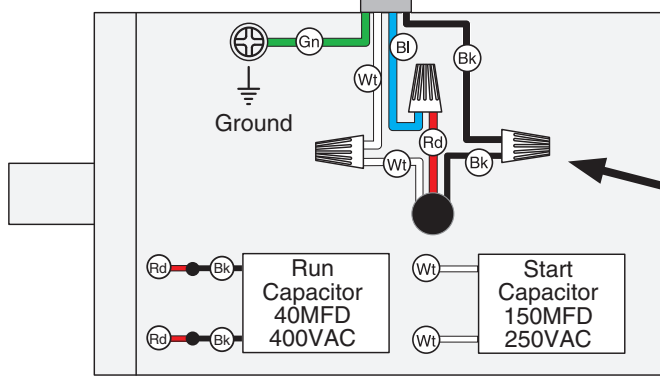 Gn
Bl
Bk
Wt
Ground
Rd
Wt
Bk
Rd
Bk
Rd
Bk
Run
Capacitor
40MFD
400VAC
Wt
Wt
Start
Capacitor
150MFD
250VAC